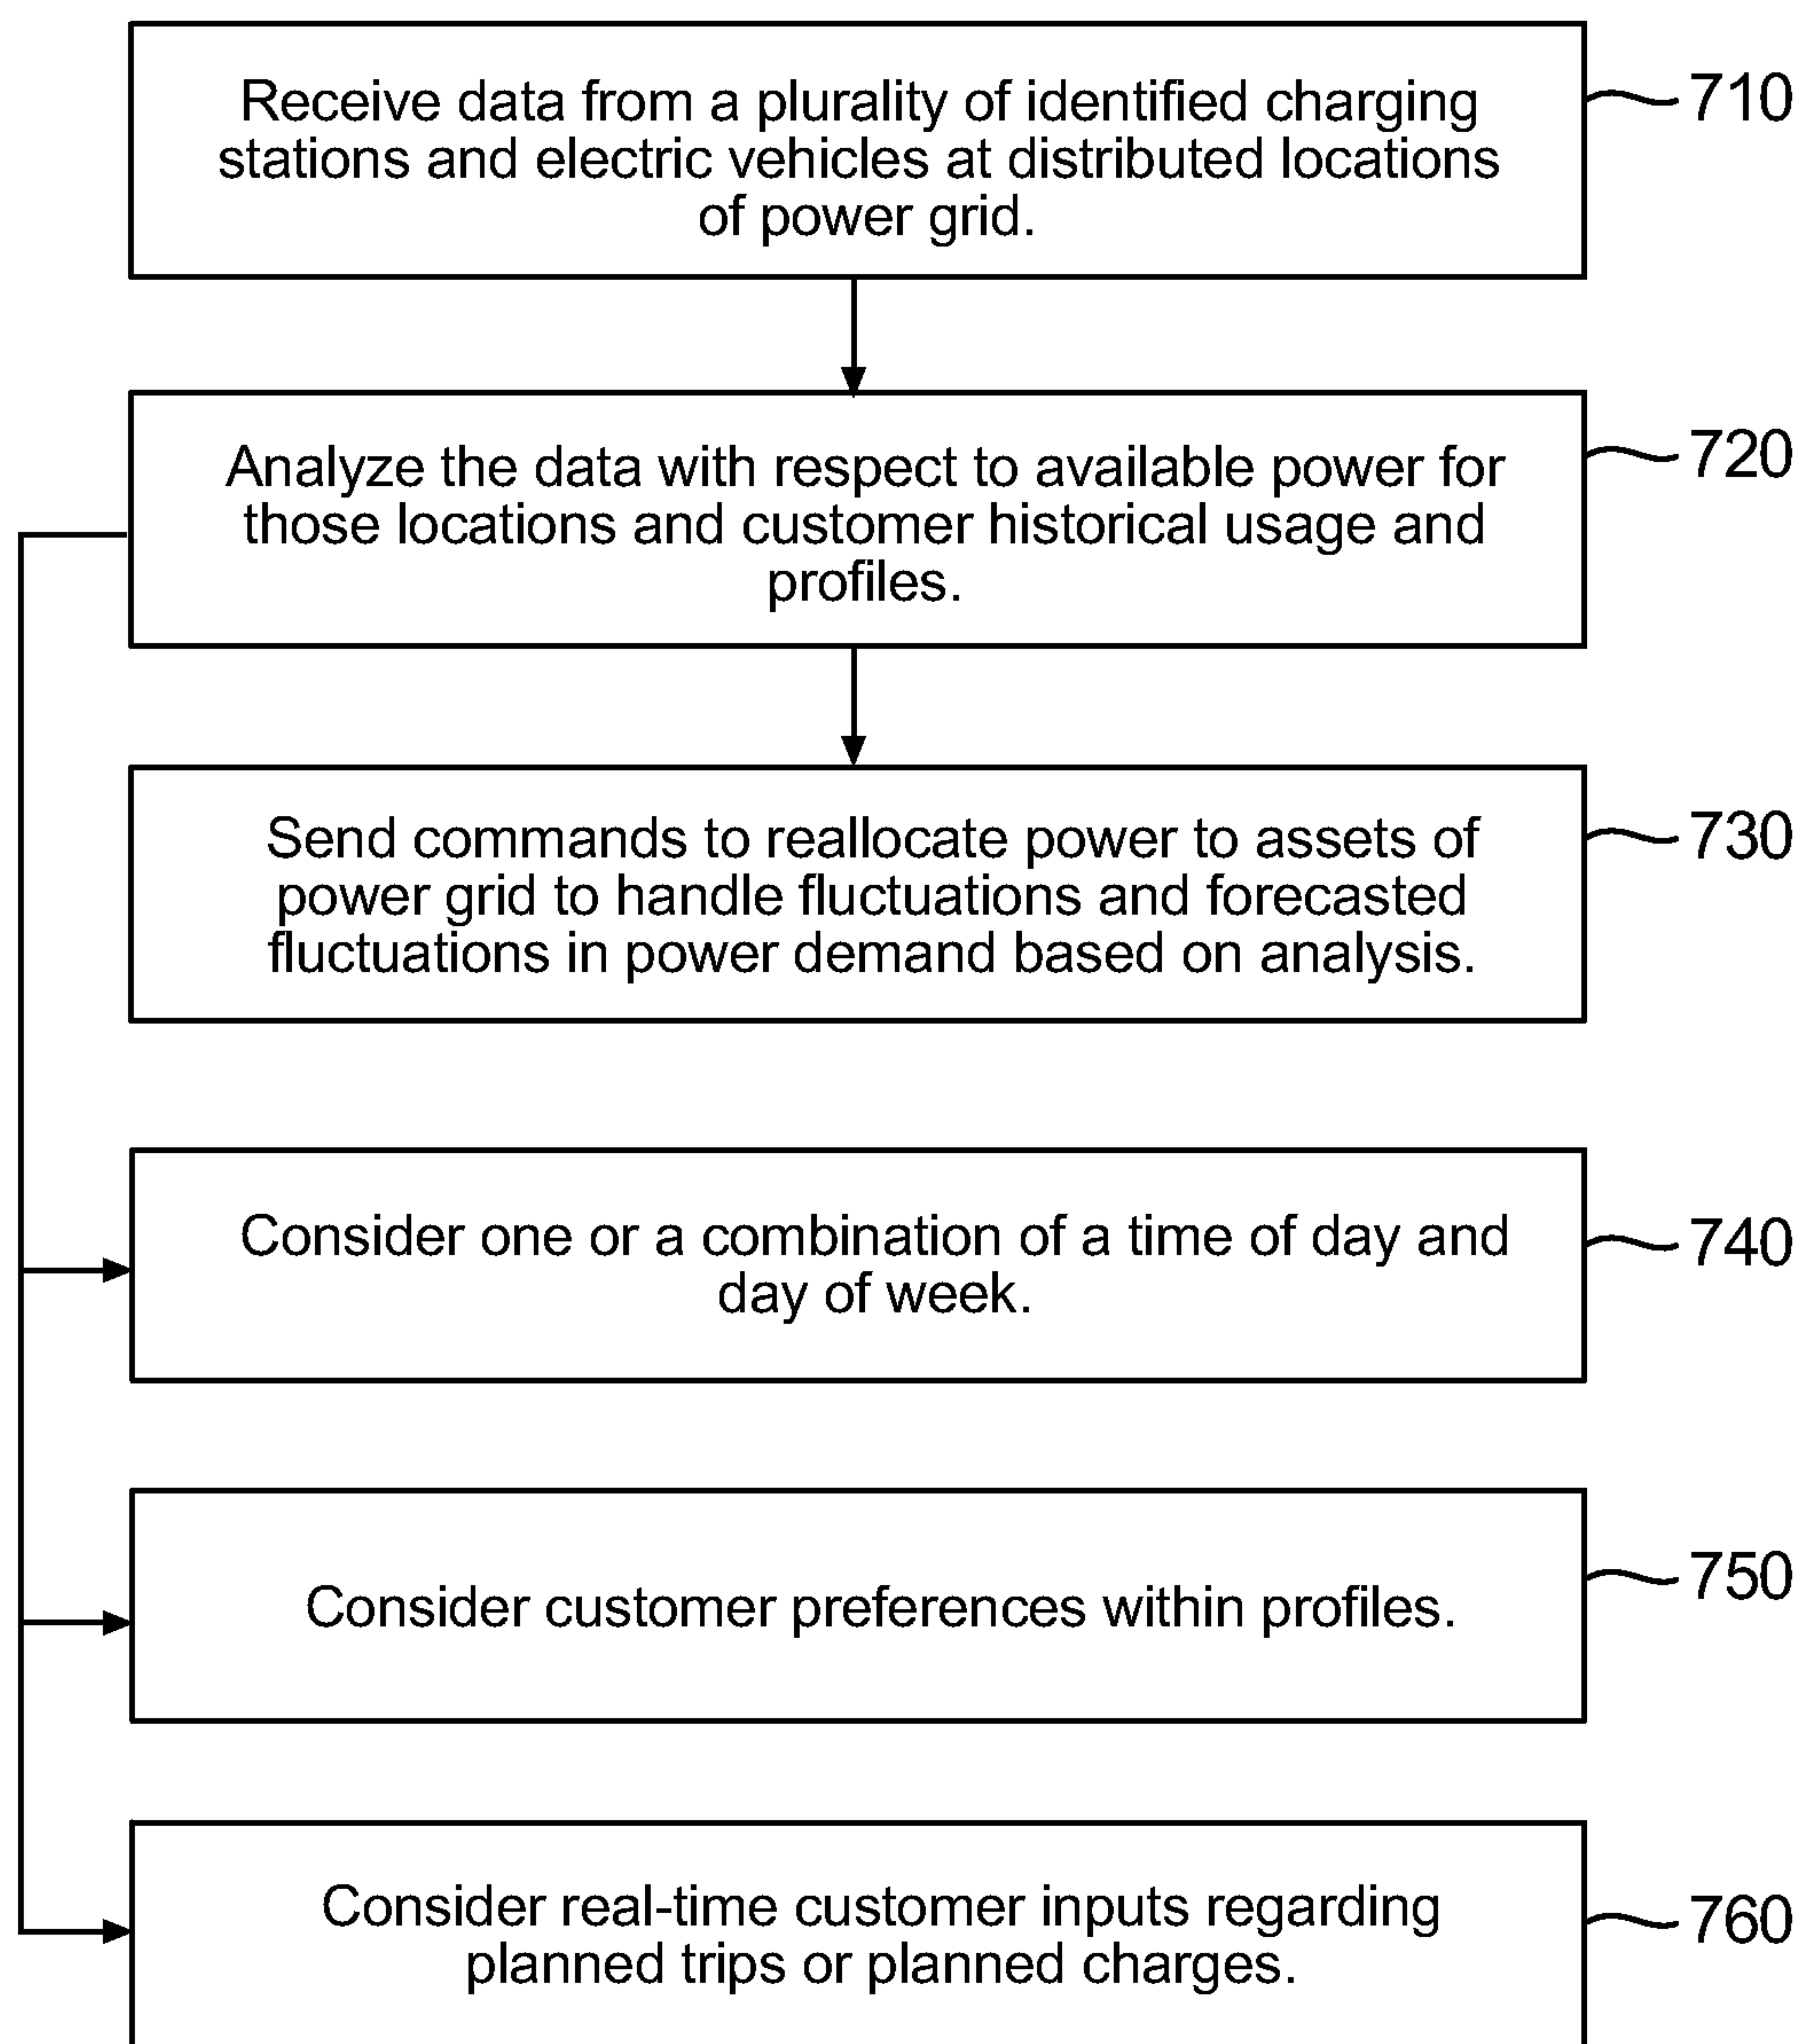 Receive data from a plurality of identified charging
stations and electric vehicles at distributed locations
of power grid.
710
Analyze the data with respect to available power for
those locations and customer historical usage and
profiles.
720
Send commands to reallocate power to assets of
power grid to handle fluctuations and forecasted
fluctuations in power demand based on analysis.
730
Consider one or a combination of a time of day and
day of week.
740
Consider customer preferences within profiles.
750
Consider real-time customer inputs regarding
planned trips or planned charges.
760